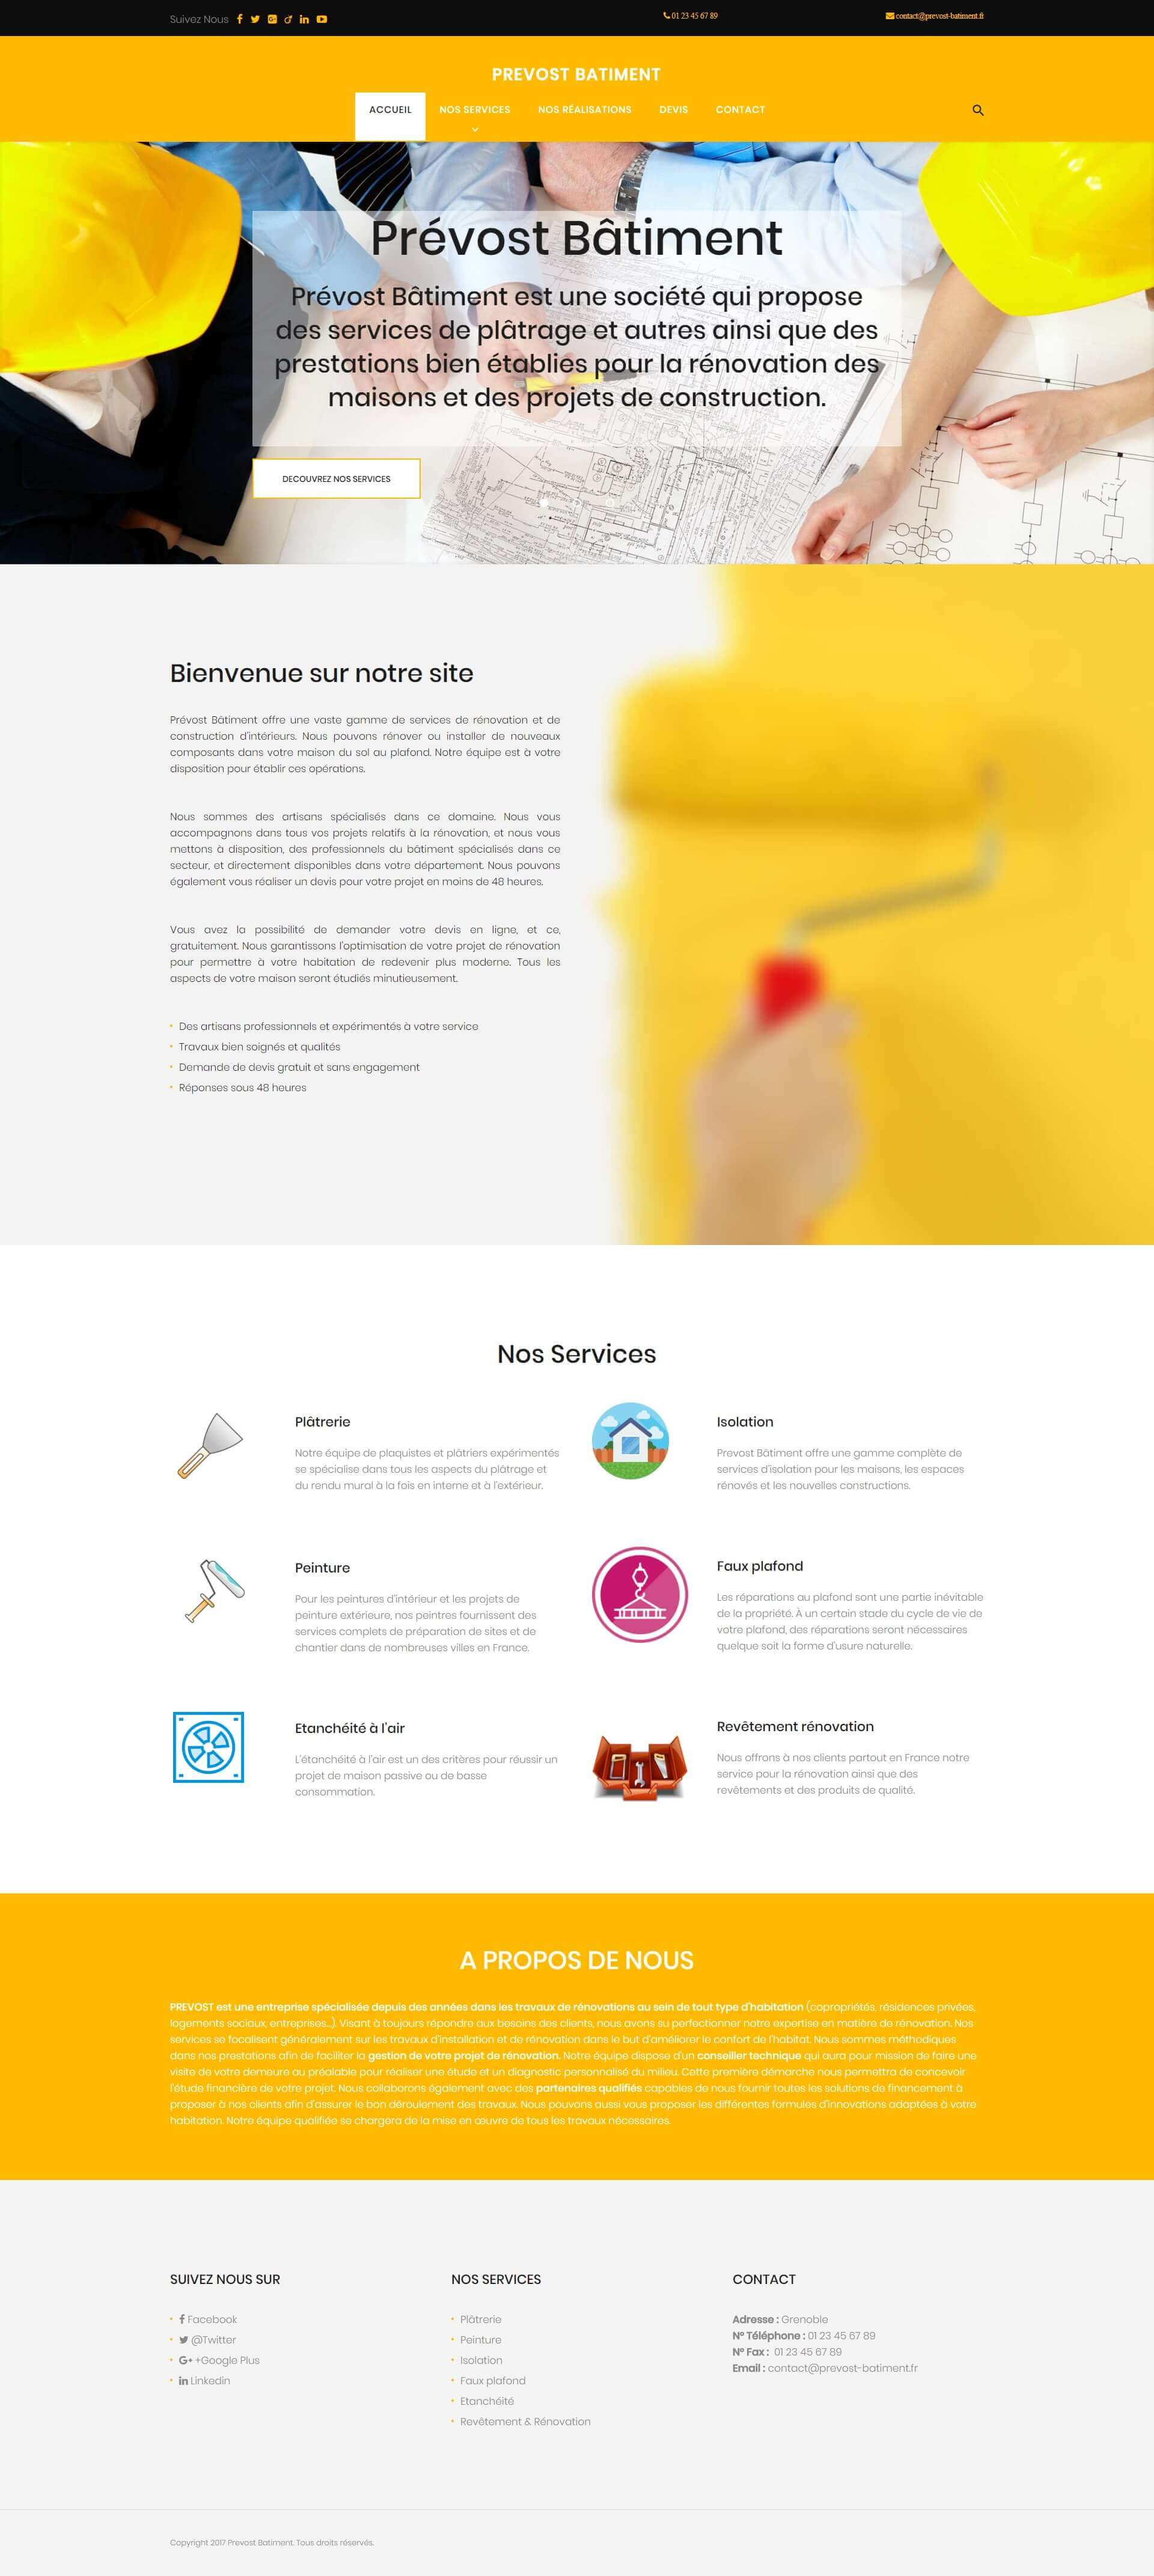 Suivez Nous
01 23 45 67 89
contact@prevost-batiment.fr
PREVOST BATIMENT
ACCUEIL
NOS SERVICES
NOS RÉALISATIONS
DEVIS
CONTACT
Prévost Bâtiment
Prévost Bâtiment est une société qui propose
des services de plâtrage et autres ainsi que des
prestations bien établies pour la rénovation des
maisons et des projets de construction.
DECOUVREZ NOS SERVICES
Bienvenue sur notre site
Prévost Bâtiment offre une vaste gamme de services de rénovation et de
construction d'intérieurs. Nous pouvons rénover ou installer de nouveaux
composants dans votre maison du sol au plafond. Notre équipe est à votre
disposition pour établir ces opérations.
Nous sommes des artisans spécialisés dans ce domaine. Nous vous
accompagnons dans tous vos projets relatifs à la rénovation, et nous vous
mettons à disposition, des professionnels du bâtiment spécialisés dans ce
secteur, et directement disponibles dans votre département. Nous pouvons
également vous réaliser un devis pour votre projet en moins de 48 heures.
Vous avez la possibilité de demander votre devis en ligne, et ce,
gratuitement. Nous garantissons l'optimisation de votre projet de rénovation
pour permettre à votre habitation de redevenir plus moderne. Tous les
aspects de votre maison seront étudiés minutieusement.
Des artisans professionnels et expérimentés à votre service
Travaux bien soignés et qualités
Demande de devis gratuit et sans engagement
Réponses sous 48 heures
Nos Services
Plâtrerie
Notre équipe de plaquistes et plâtriers expérimentés
se spécialise dans tous les aspects du plâtrage et
du rendu mural à la fois en interne et à l'extérieur.
Isolation
Prevost Bâtiment offre une gamme complète de
services d'isolation pour les maisons, les espaces
rénovés et les nouvelles constructions.
Peinture
Pour les peintures d'intérieur et les projets de
peinture extérieure, nos peintres fournissent des
services complets de préparation de sites et de
chantier dans de nombreuses villes en France.
Faux plafond
Les réparations au plafond sont une partie inévitable
de la propriété. À un certain stade du cycle de vie de
votre plafond, des réparations seront nécessaires
quelque soit la forme d'usure naturelle.
Etanchéité à l'air
L'étanchéité à l'air est un des critères pour réussir un
projet de maison passive ou de basse
consommation.
Revêtement rénovation
Nous offrons à nos clients partout en France notre
service pour la rénovation ainsi que des
revêtements et des produits de qualité.
A PROPOS DE NOUS
PREVOST est une entreprise spécialisée depuis des années dans les travaux de rénovations au sein de tout type d'habitation (copropriétés, résidences privées,
logements sociaux, entreprises…). Visant à toujours répondre aux besoins des clients, nous avons su perfectionner notre expertise en matière de rénovation. Nos
services se focalisent généralement sur les travaux d'installation et de rénovation dans le but d'améliorer le confort de l'habitat. Nous sommes méthodiques
dans nos prestations afin de faciliter la gestion de votre projet de rénovation. Notre équipe dispose d'un conseiller technique qui aura pour mission de faire une
visite de votre demeure au préalable pour réaliser une étude et un diagnostic personnalisé du milieu. Cette première démarche nous permettra de concevoir
l'étude financière de votre projet. Nous collaborons également avec des partenaires qualifiés capables de nous fournir toutes les solutions de financement à
proposer à nos clients afin d'assurer le bon déroulement des travaux. Nous pouvons aussi vous proposer les différentes formules d'innovations adaptées à votre
habitation. Notre équipe qualifiée se chargera de la mise en œuvre de tous les travaux nécessaires.
SUIVEZ NOUS SUR
Facebook
@Twitter
+Google Plus
Linkedin
NOS SERVICES
Plâtrerie
Peinture
Isolation
Faux plafond
Etanchéité
Revêtement & Rénovation
CONTACT
Adresse : Grenoble
N° Téléphone : 01 23 45 67 89
N° Fax : 01 23 45 67 89
Email : contact@prevost-batiment.fr
Copyright 2017 Prevost Batiment. Tous droits réservés.